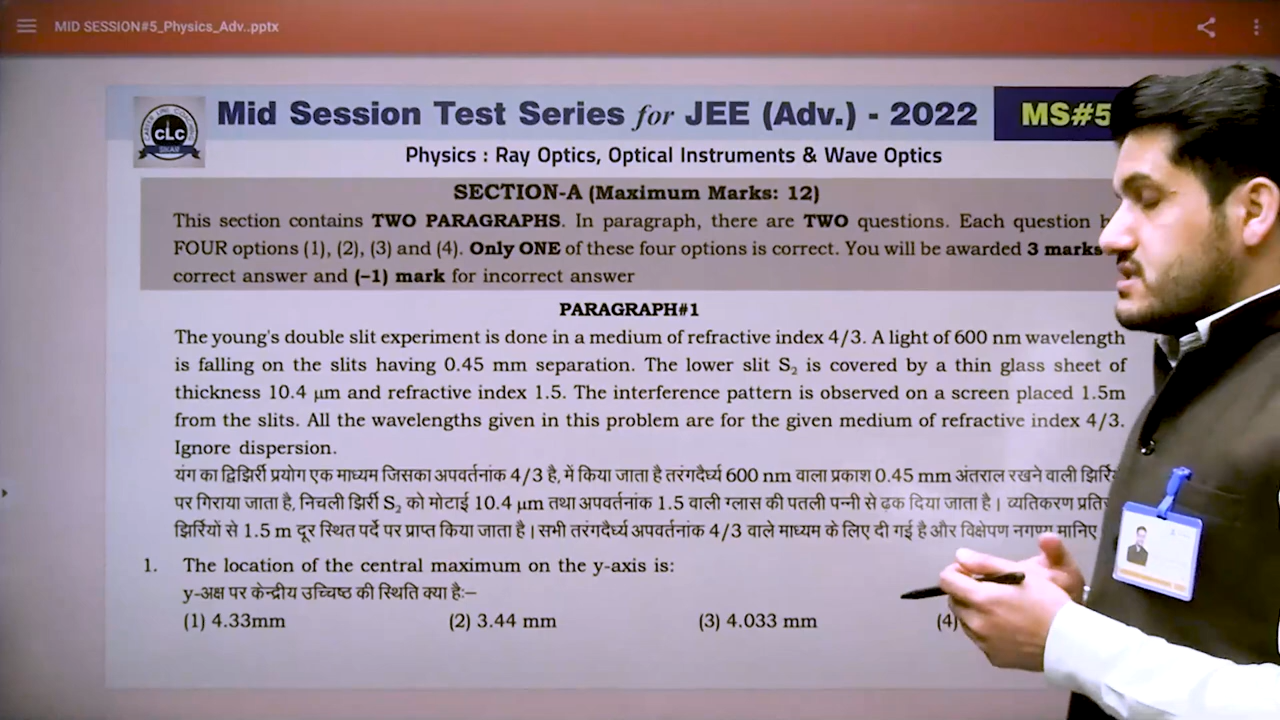 MID SESSION#5_Physics_Adv..pptx
Mid Session Test Series for JEE (Adv.) - 2022 MS#5
CAREER LINE COACHING
CLC
SIKAR
Physics : Ray Optics, Optical Instruments & Wave Optics
SECTION-A (Maximum Marks: 12)
This section contains TWO PARAGRAPHS. In paragraph, there are TWO questions. Each question
FOUR options (1), (2), (3) and (4). Only ONE of these four options is correct. You will be awarded 3 marks
correct answer and (–1) mark for incorrect answer
PARAGRAPH#1
The young's double slit experiment is done in a medium of refractive index 4/3. A light of 600 nm wavelength
is falling on the slits having 0.45 mm separation. The lower slit S₂ is covered by a thin glass sheet of
thickness 10.4 μm and refractive index 1.5. The interference pattern is observed on a screen placed 1.5m
from the slits. All the wavelengths given in this problem are for the given medium of refractive index 4/3.
Ignore dispersion.
यंग का द्विझिर्री प्रयोग एक माध्यम जिसका अपवर्तनांक 4/3 है, में किया जाता है तरंगदैर्ध्य 600 nm वाला प्रकाश 0.45 mm अंतराल रखने वाली
पर गिराया जाता है, निचली झिर्री S₂ को मोटाई 10.4 μm तथा अपवर्तनांक 1.5 वाली ग्लास की पतली पन्नी से ढ़क दिया जाता है। व्यतिकरण
झिर्रियों से 1.5 m दूर स्थित पर्दे पर प्राप्त किया जाता है। सभी तरंगदैर्ध्य अपवर्तनांक 4/3 वाले माध्यम के लिए दी गई है और विक्षेपण नगण्य मानिए
1. The location of the central maximum on the y-axis is:
y-अक्ष पर केन्द्रीय उच्चिष्ठ की स्थिति क्या है:–
(1) 4.33mm (2) 3.44 mm (3) 4.033 mm (4)